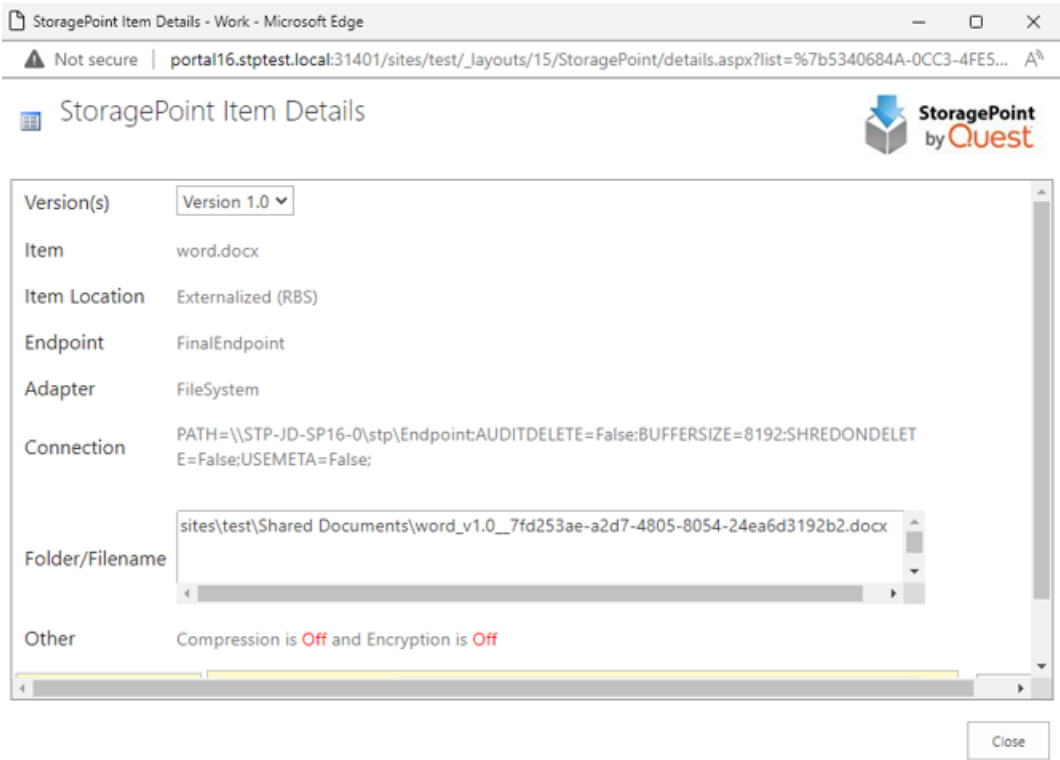 StoragePoint Item Details - Work - Microsoft Edge
Not secure | portal16.stptest.local:31401/sites/test/_layouts/15/StoragePoint/details.aspx?list=%7b5340684A-0CC3-4FE5...
StoragePoint Item Details
StoragePoint
by Quest
Version(s) Version 1.0
Item word.docx
Item Location Externalized (RBS)
Endpoint FinalEndpoint
Adapter FileSystem
Connection PATH=\\STP-JD-SP16-0\stp\Endpoint;AUDITDELETE=False;BUFFERSIZE=8192;SHREDONDELET
E=False;USEMETA=False;
Folder/Filename sites\test\Shared Documents\word_v1.0__7fd253ae-a2d7-4805-8054-24ea6d3192b2.docx
Other Compression is Off and Encryption is Off
Close